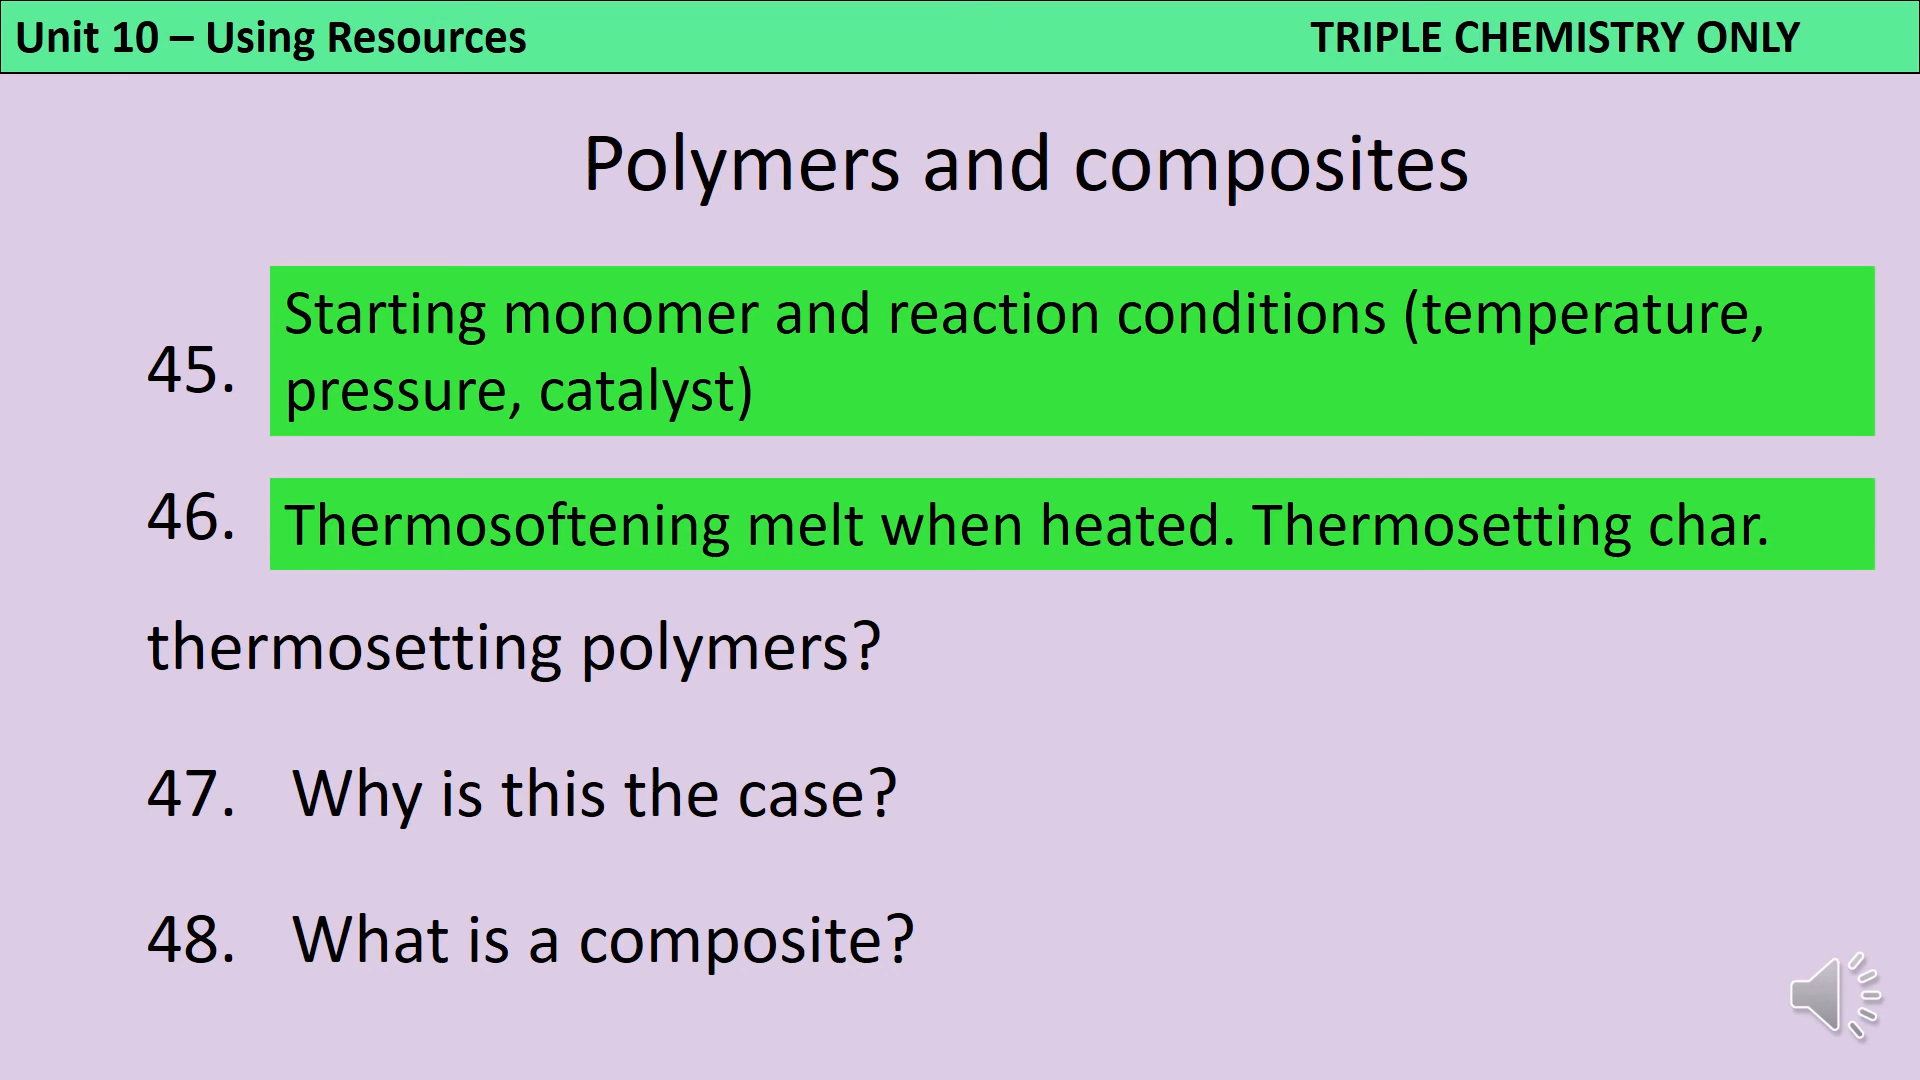 Unit 10 – Using Resources
TRIPLE CHEMISTRY ONLY
Polymers and composites
45. Starting monomer and reaction conditions (temperature,
pressure, catalyst)
46. Thermosoftening melt when heated. Thermosetting char.
thermosetting polymers?
47. Why is this the case?
48. What is a composite?